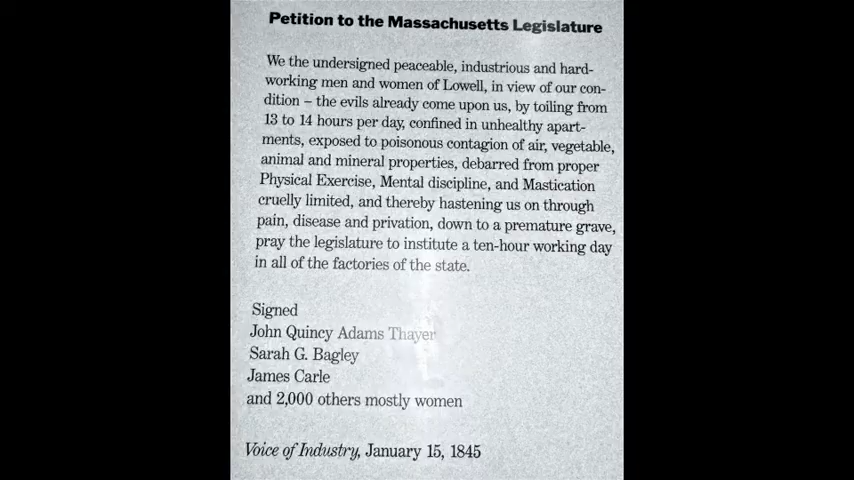 Petition to the Massachusetts Legislature
We the undersigned peaceable, industrious and hard-
working men and women of Lowell, in view of our con-
dition – the evils already come upon us, by toiling from
13 to 14 hours per day, confined in unhealthy apart-
ments, exposed to poisonous contagion of air, vegetable,
animal and mineral properties, debarred from proper
Physical Exercise, Mental discipline, and Mastication
cruelly limited, and thereby hastening us on through
pain, disease and privation, down to a premature grave,
pray the legislature to institute a ten-hour working day
in all of the factories of the state.
Signed
John Quincy Adams Thayer
Sarah G. Bagley
James Carle
and 2,000 others mostly women
Voice of Industry, January 15, 1845